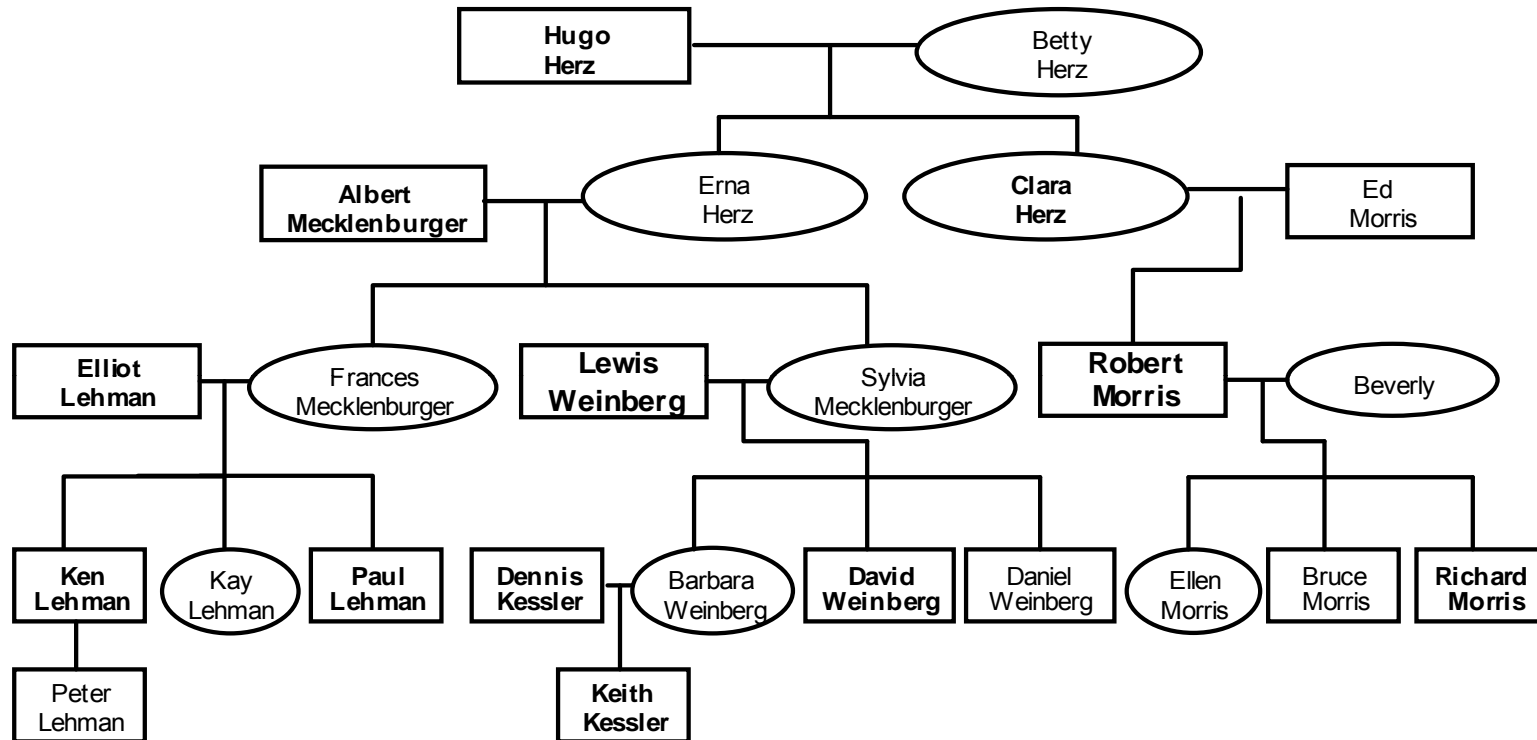 Hugo
Herz
Betty
Herz
Albert
Mecklenburger
Erna
Herz
Clara
Herz
Ed
Morris
Elliot
Lehman
Frances
Mecklenburger
Lewis
Weinberg
Sylvia
Mecklenburger
Robert
Morris
Beverly
Ken
Lehman
Kay
Lehman
Paul
Lehman
Dennis
Kessler
Barbara
Weinberg
David
Weinberg
Daniel
Weinberg
Ellen
Morris
Bruce
Morris
Richard
Morris
Peter
Lehman
Keith
Kessler